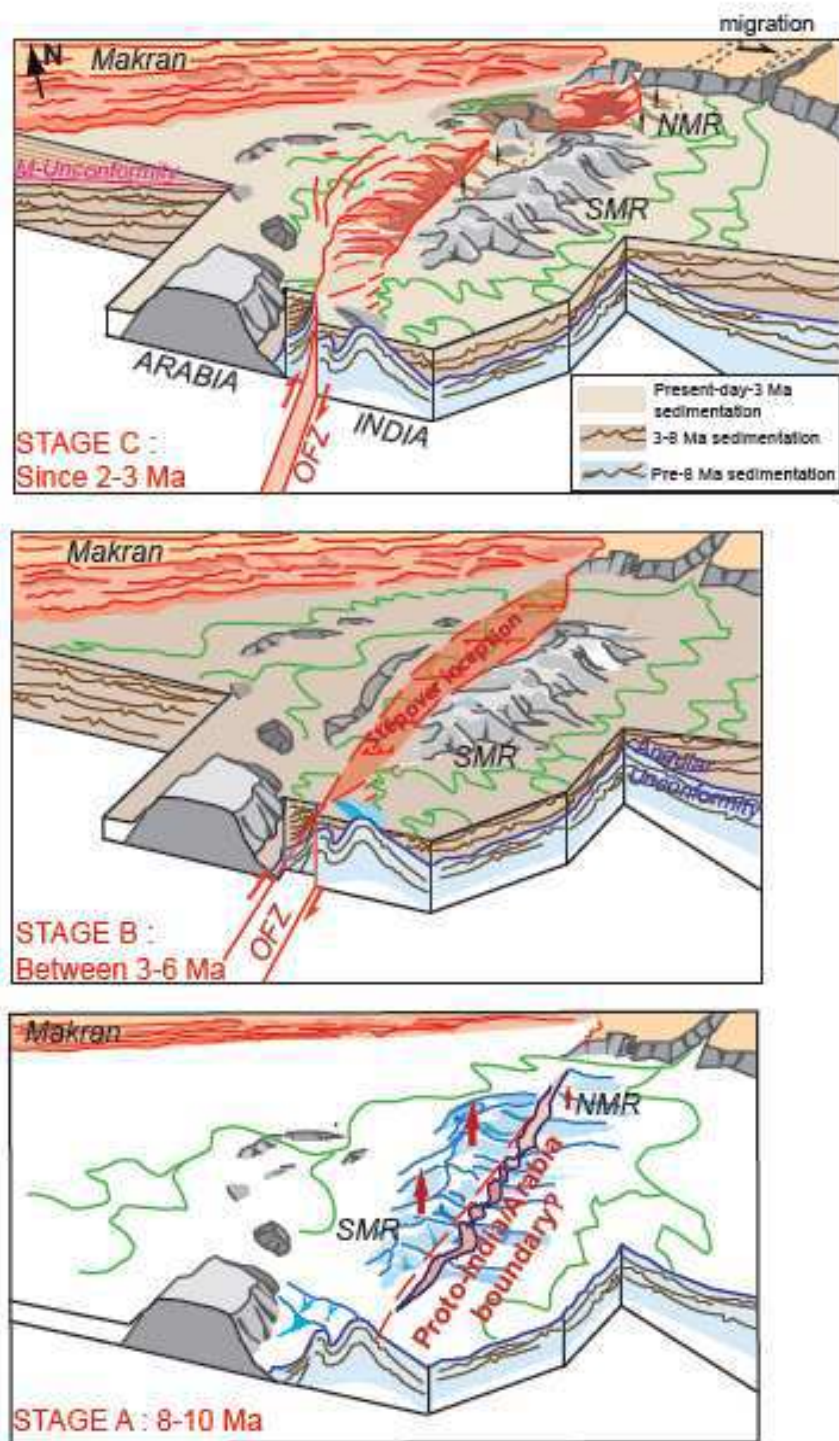 migration
N
Makran
NMR
M-Unconformity
SMR
ARABIA
INDIA
OFZ
STAGE C :
Since 2-3 Ma
Present-day-3 Ma
sedimentation
3-8 Ma sedimentation
Pre-8 Ma sedimentation
Makran
Stepover inception
SMR
Angular
Unconformity
OFZ
STAGE B :
Between 3-6 Ma
Makran
NMR
SMR
Proto-India/Arabia
boundary?
STAGE A : 8-10 Ma